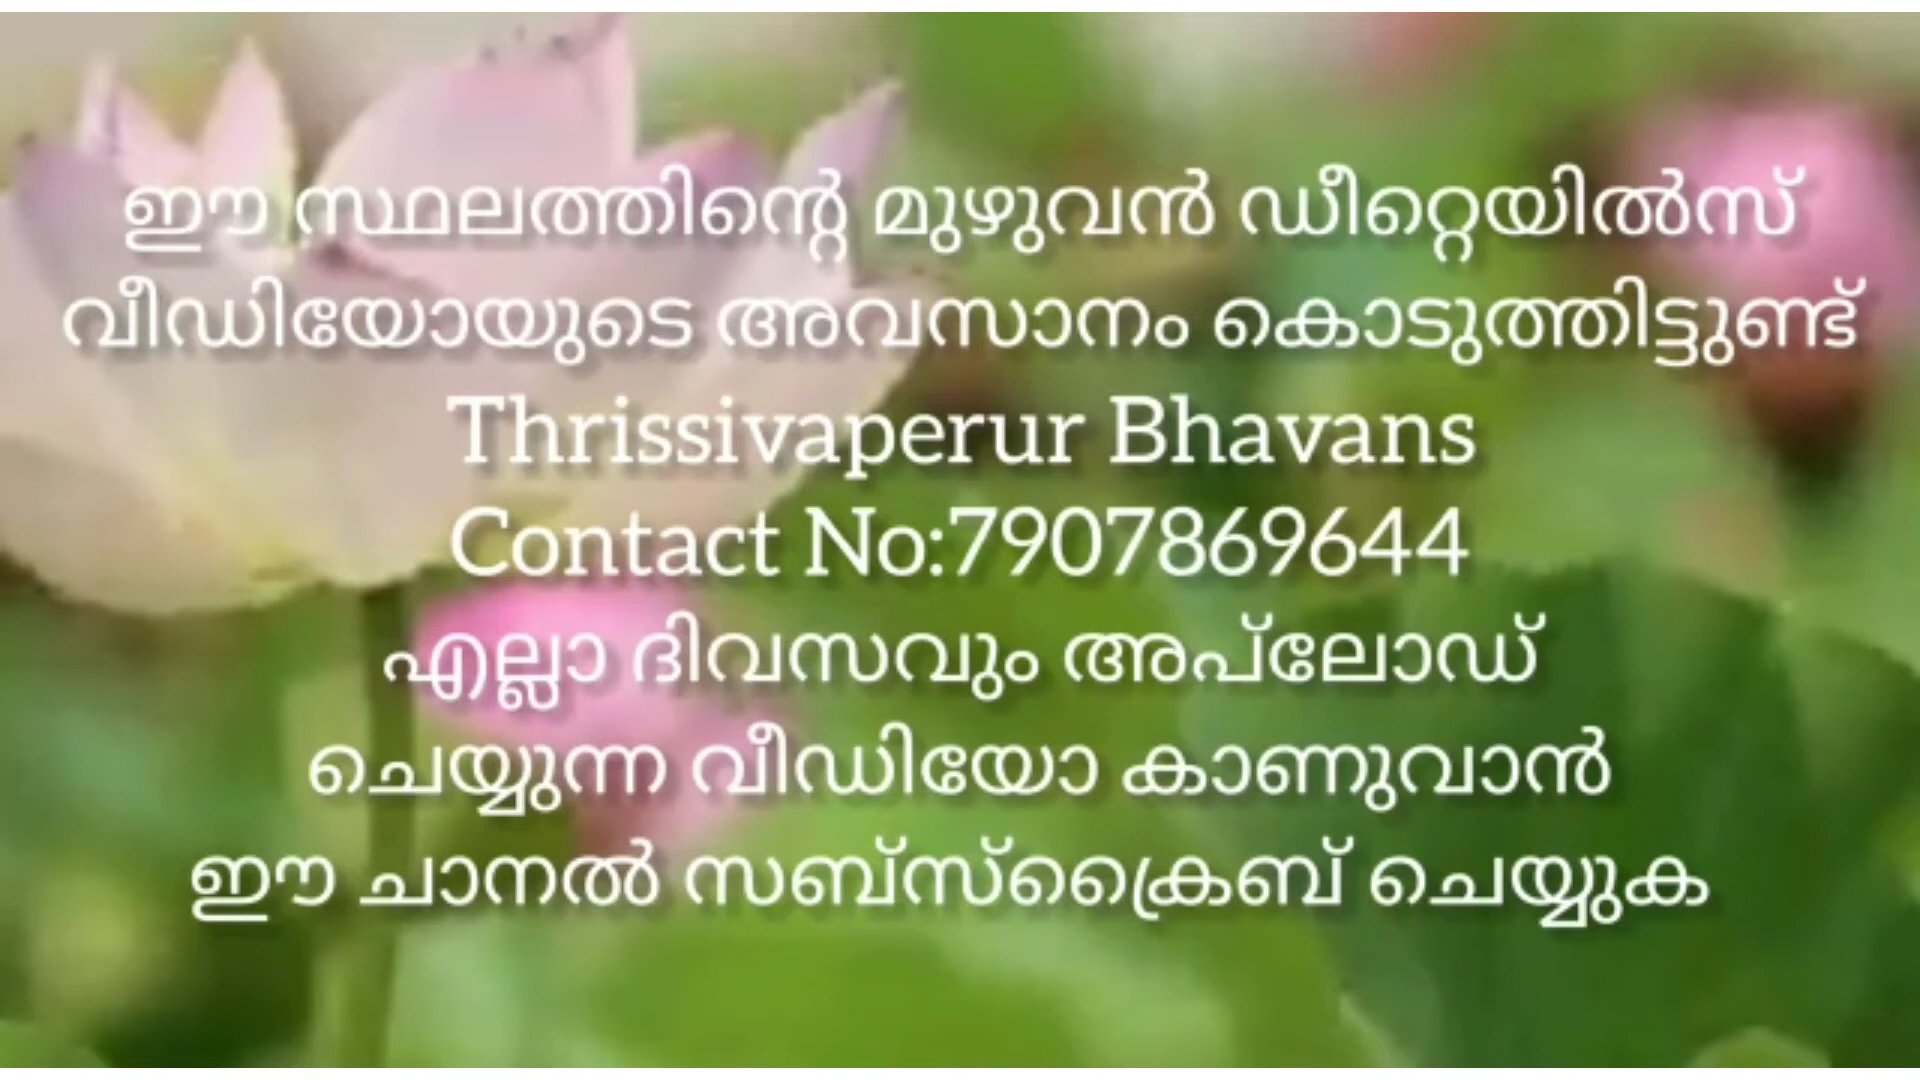 ഈ സ്ഥലത്തിന്റെ മുഴുവൻ ഡീറ്റെയിൽസ്
വീഡിയോയുടെ അവസാനം കൊടുത്തിട്ടുണ്ട്
Thrissivaperur Bhavans
Contact No:7907869644
എല്ലാ ദിവസവും അപ്‌ലോഡ്
ചെയ്യുന്ന വീഡിയോ കാണുവാൻ
ഈ ചാനൽ സബ്സ്ക്രൈബ് ചെയ്യുക